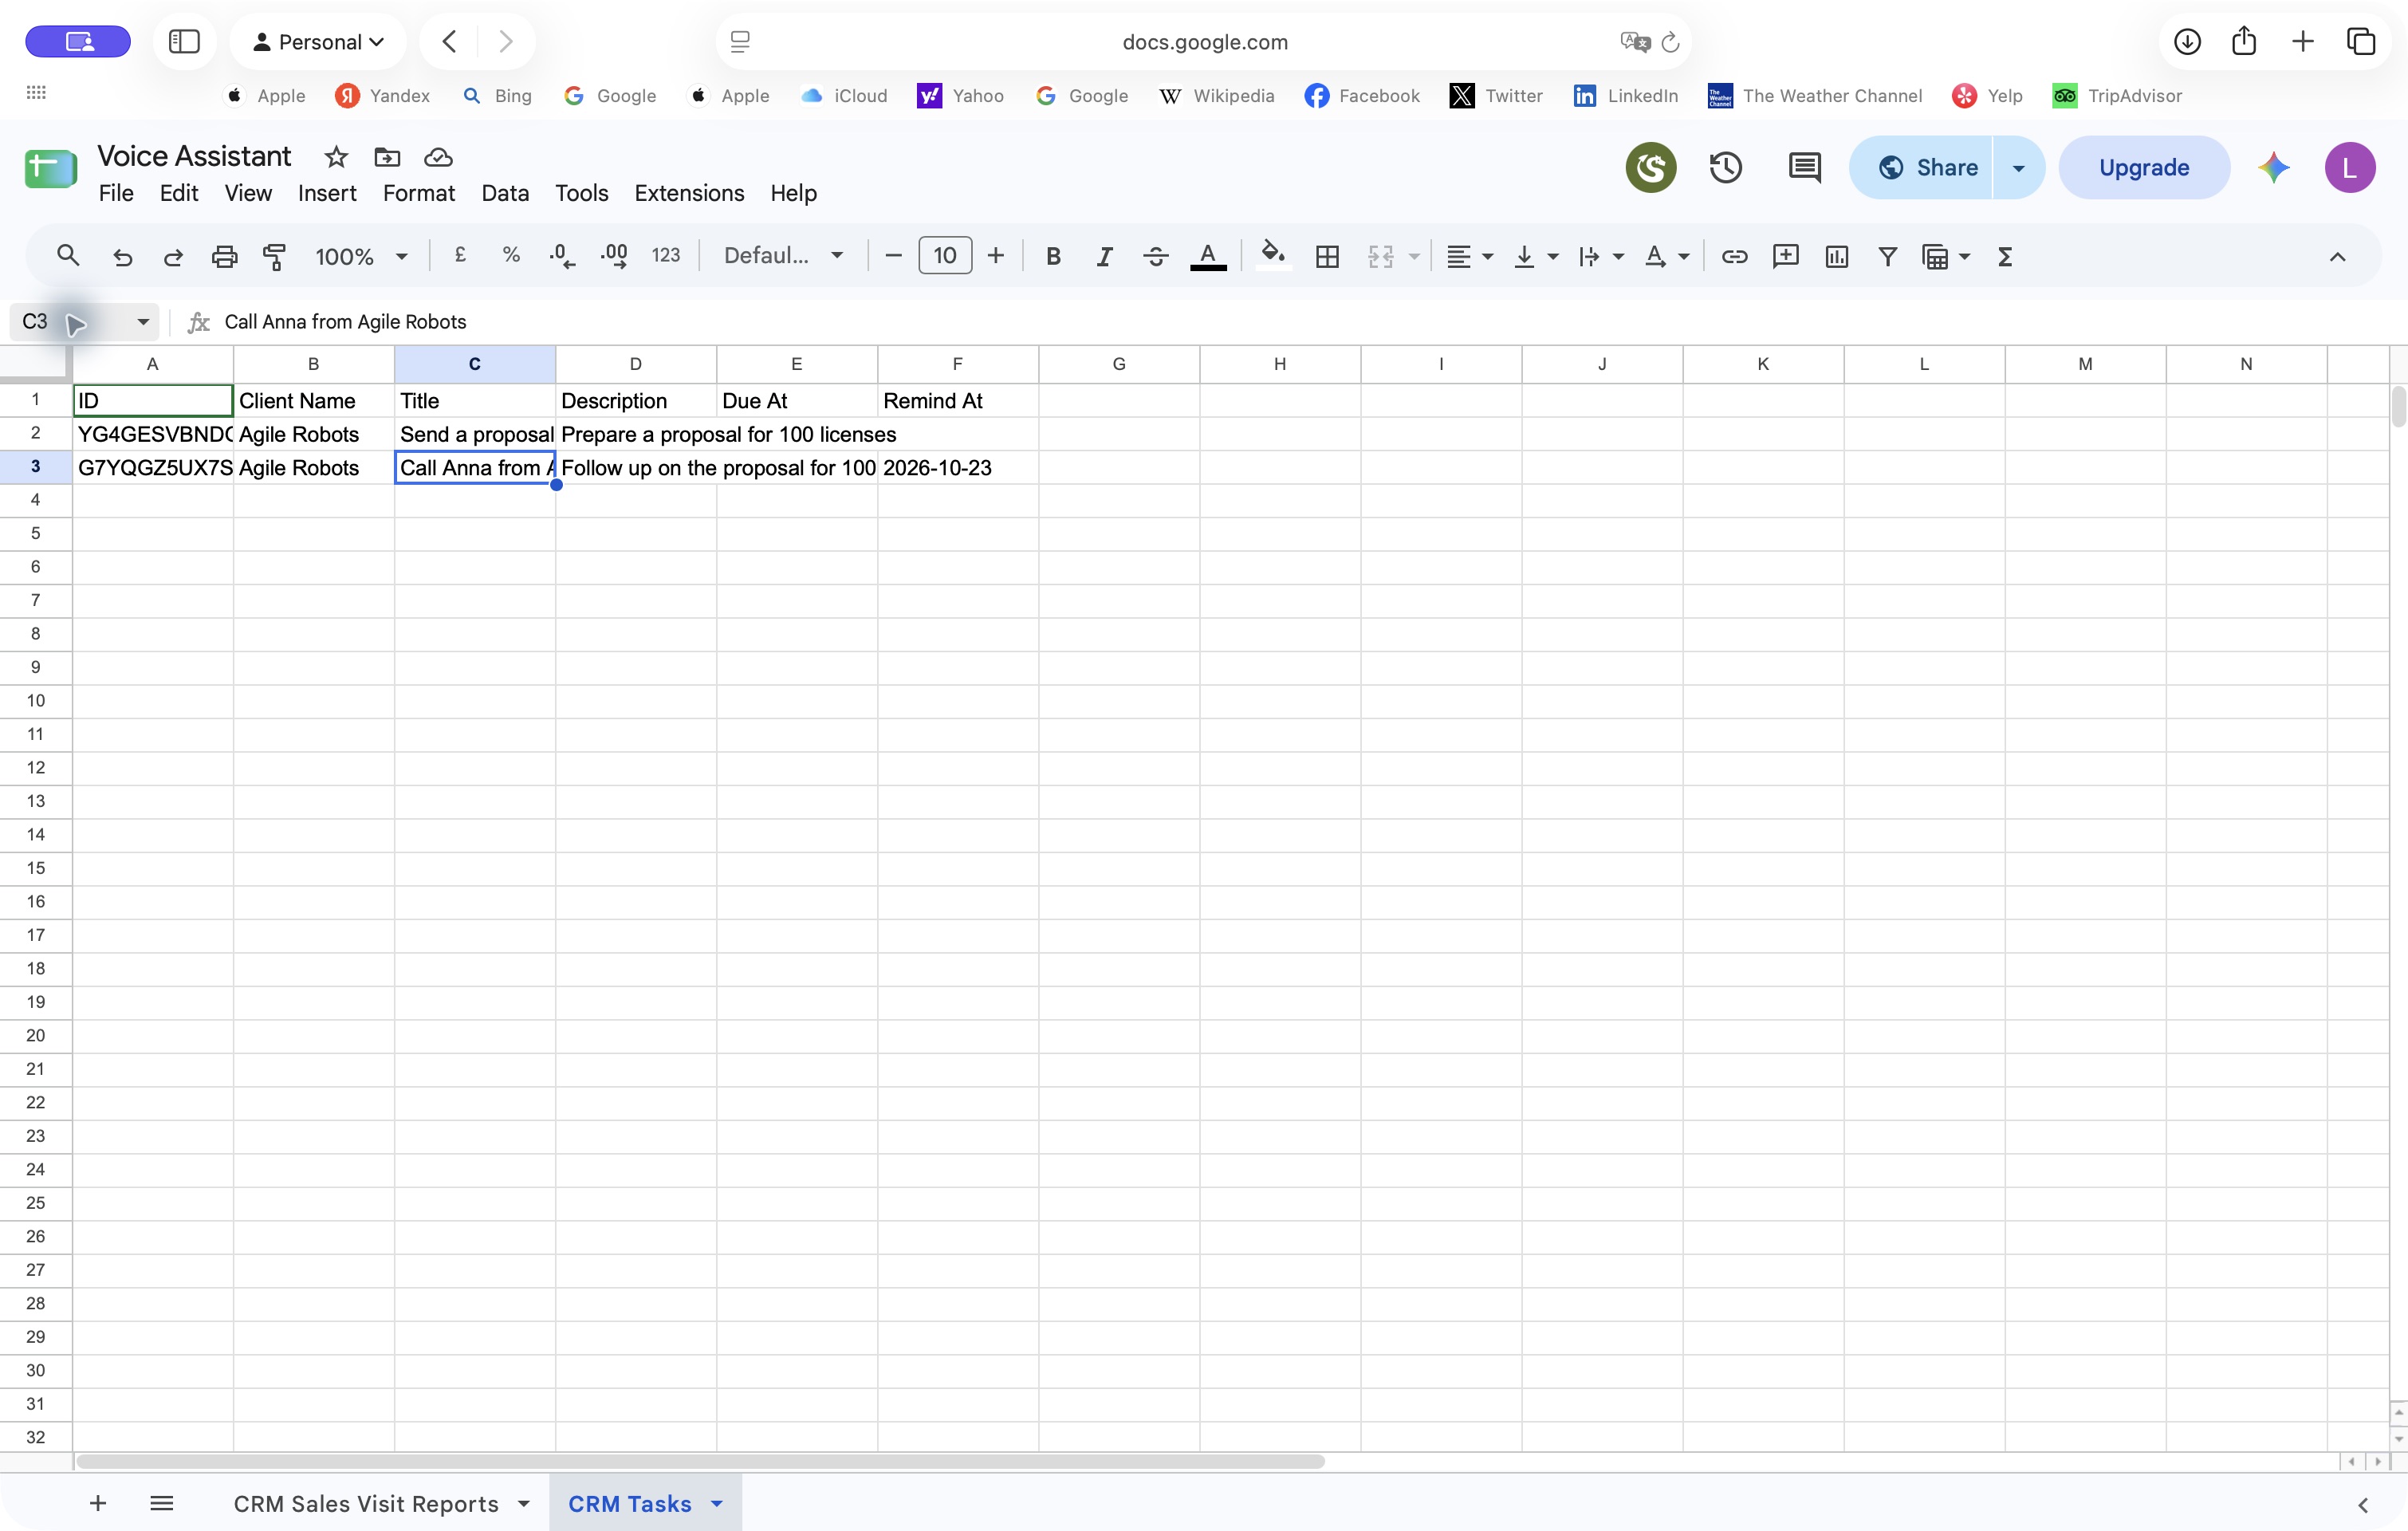 Personal
docs.google.com
Apple Yandex Bing Google Apple iCloud Yahoo Google Wikipedia Facebook Twitter LinkedIn The Weather Channel Yelp TripAdvisor
Voice Assistant
File Edit View Insert Format Data Tools Extensions Help
Share Upgrade L
100% £ % .0 .00 123 Defaul... 10 B I A A Σ
C3 fx Call Anna from Agile Robots
A B C D E F G H I J K L M N
1 ID Client Name Title Description Due At Remind At
2 YG4GESVBND Agile Robots Send a proposal Prepare a proposal for 100 licenses
3 G7YQGZ5UX7S Agile Robots Call Anna from A Follow up on the proposal for 100 2026-10-23
4
5
6
7
8
9
10
11
12
13
14
15
16
17
18
19
20
21
22
23
24
25
26
27
28
29
30
31
32
CRM Sales Visit Reports CRM Tasks